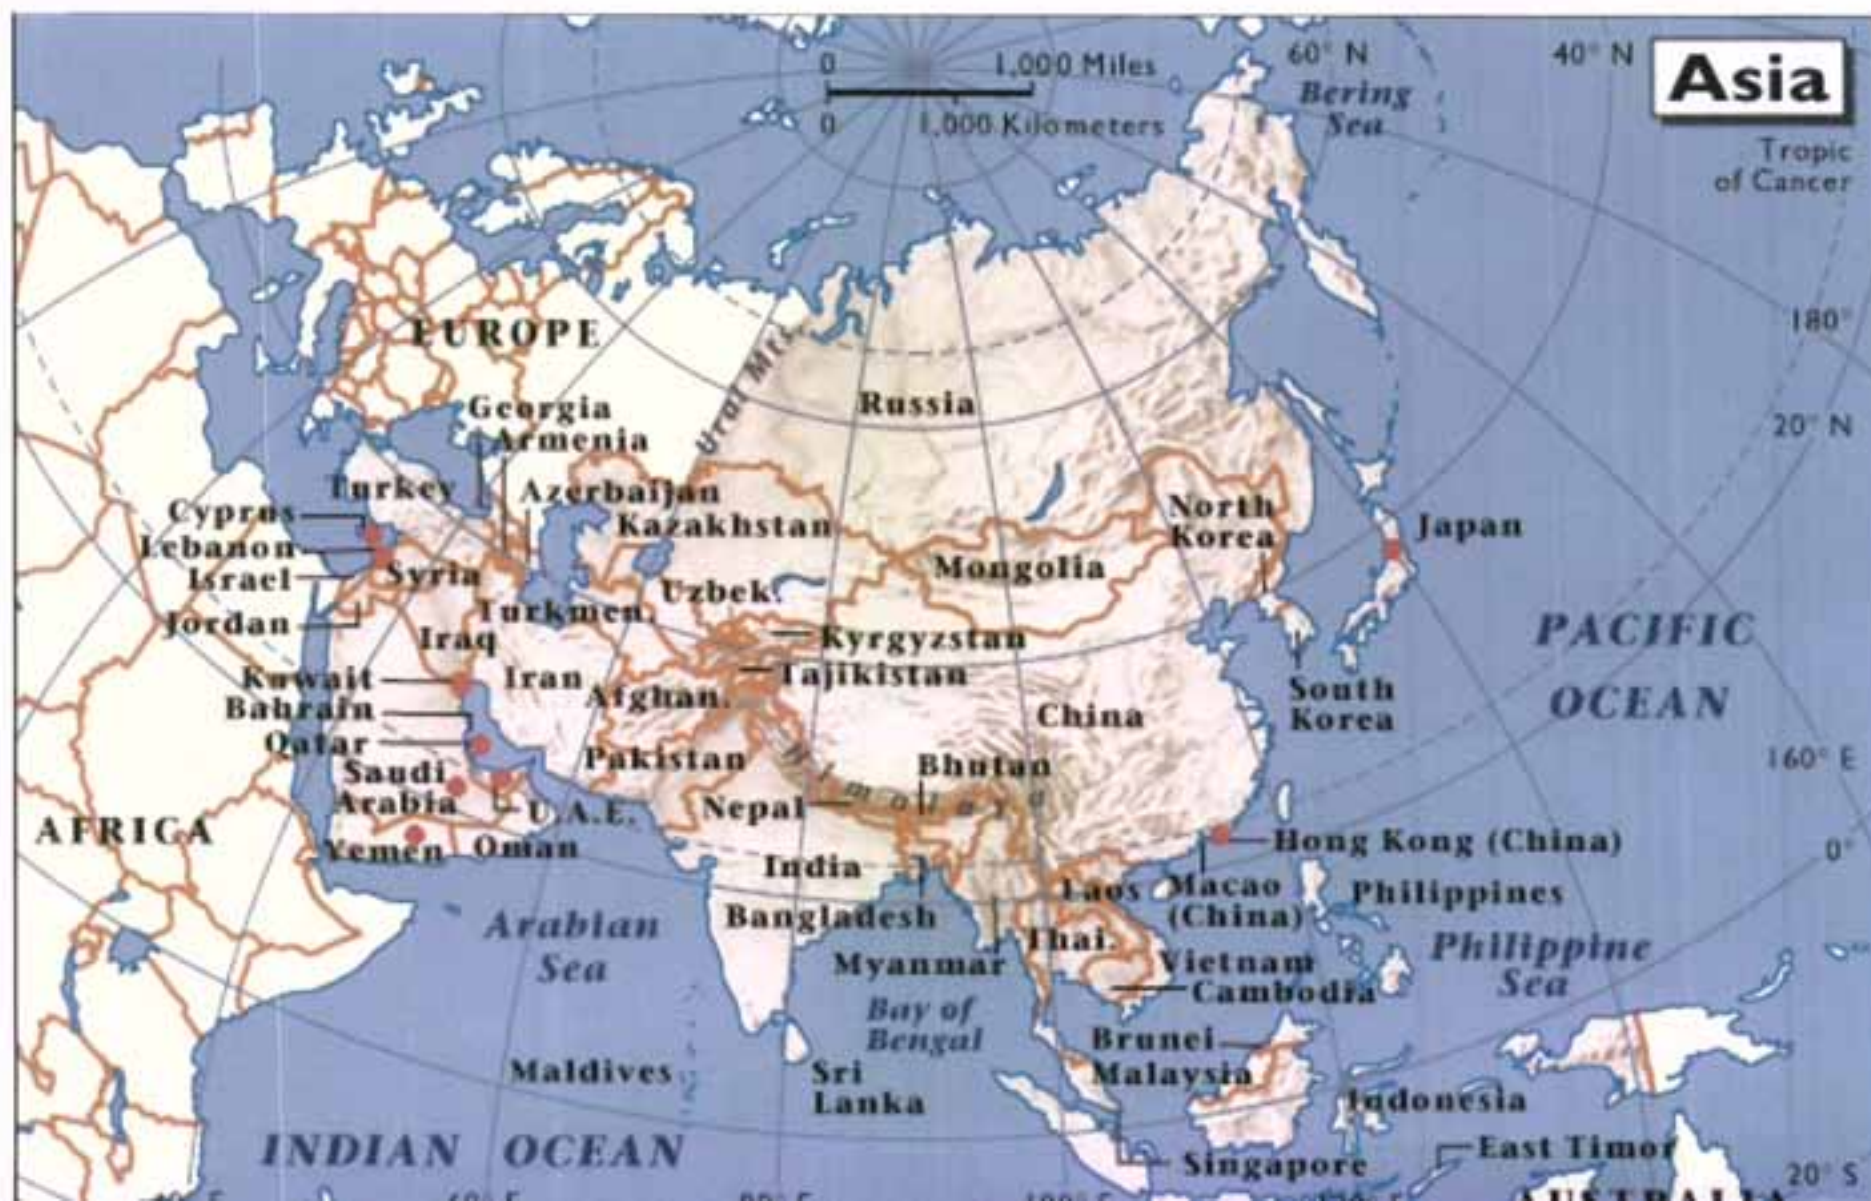 Asia
0 1,000 Miles
0 1,000 Kilometers
60° N
40° N
Bering
Sea
Tropic
of Cancer
180°
20° N
160° E
0°
20° S
EUROPE
Ural Mts.
Russia
Georgia
Armenia
Turkey
Azerbaijan
Kazakhstan
Cyprus
Lebanon
Israel
Syria
Jordan
Uzbek.
Turkmen.
Mongolia
North
Korea
Japan
Iraq
Iran
Kyrgyzstan
Tajikistan
Afghan.
Kuwait
Bahrain
Qatar
Saudi
Arabia
U.A.E.
Yemen
Oman
Pakistan
China
South
Korea
PACIFIC
OCEAN
Himalaya
Bhutan
Nepal
India
Bangladesh
AFRICA
Hong Kong (China)
Macao
(China)
Laos
Philippines
Thai.
Vietnam
Myanmar
Cambodia
Philippine
Sea
Arabian
Sea
Bay of
Bengal
Brunei
Malaysia
Maldives
Sri
Lanka
Indonesia
East Timor
Singapore
INDIAN OCEAN
AUSTRALIA